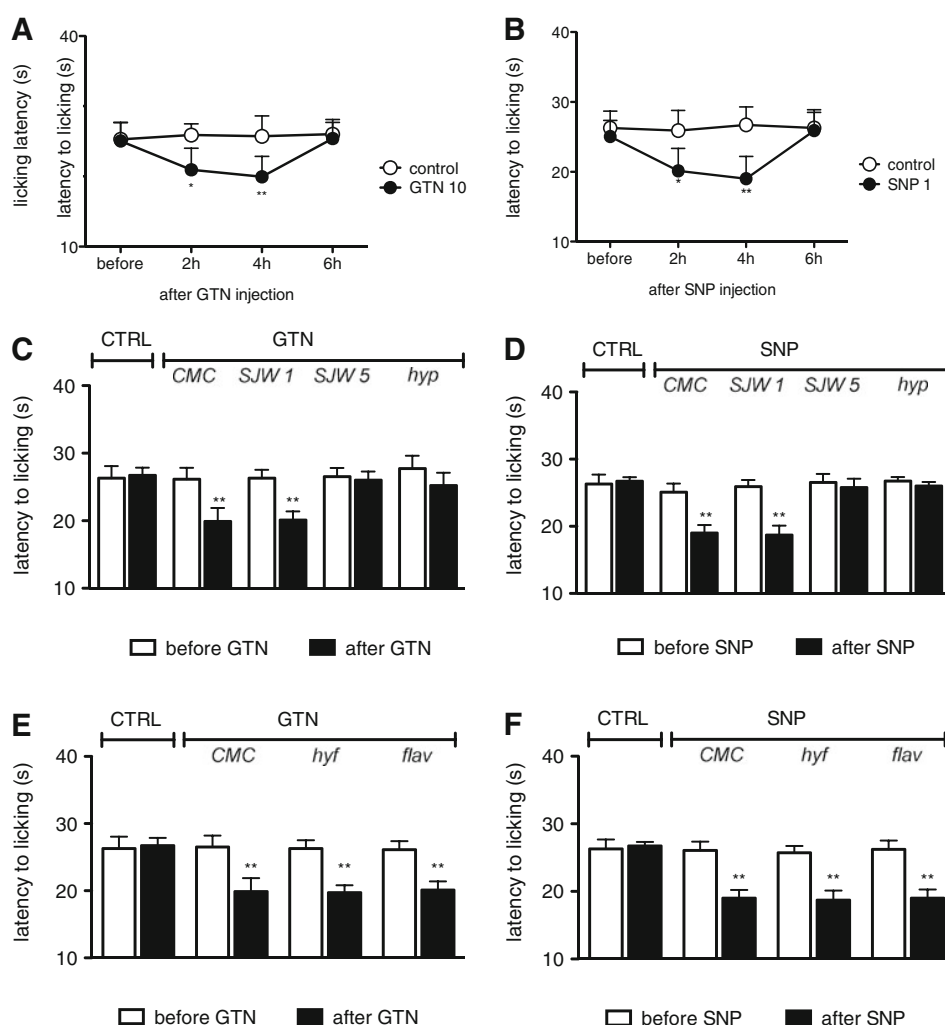 A
40
10
licking latency (s)
latency to licking (s)
before 2h 4h 6h
after GTN injection
* **
control
GTN 10
B
40
30
20
10
latency to licking (s)
before 2h 4h 6h
after SNP injection
* **
control
SNP 1
C
CTRL GTN
CMC SJW 1 SJW 5 hyp
40
30
20
10
latency to licking (s)
** **
before GTN after GTN
D
CTRL SNP
CMC SJW 1 SJW 5 hyp
40
30
20
10
latency to licking (s)
** **
before SNP after SNP
E
CTRL GTN
CMC hyf flav
40
30
20
10
latency to licking (s)
** ** **
before GTN after GTN
F
CTRL SNP
CMC hyf flav
40
30
20
10
latency to licking (s)
** ** **
before SNP after SNP